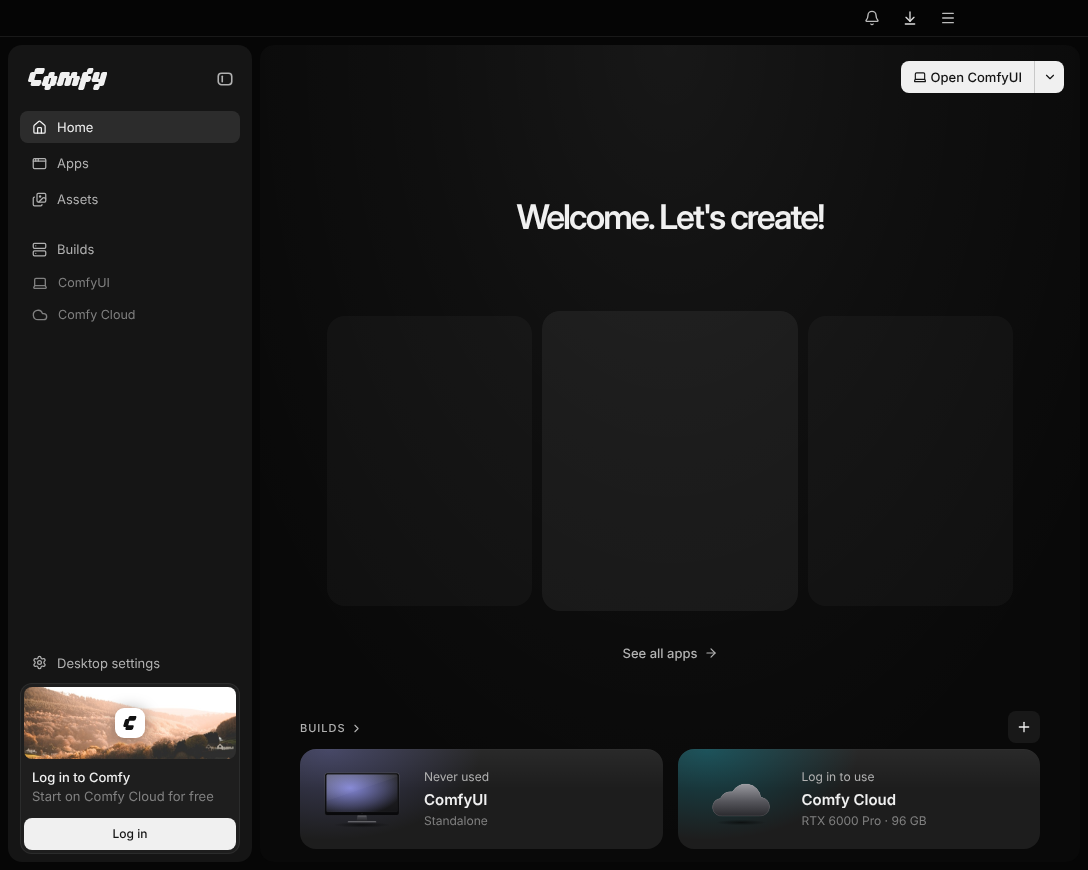 Comfy
Open ComfyUI
Home
Apps
Assets
Builds
ComfyUI
Comfy Cloud
Welcome. Let's create!
See all apps
Desktop settings
Log in to Comfy
Start on Comfy Cloud for free
Log in
BUILDS
Never used
ComfyUI
Standalone
Log in to use
Comfy Cloud
RTX 6000 Pro · 96 GB